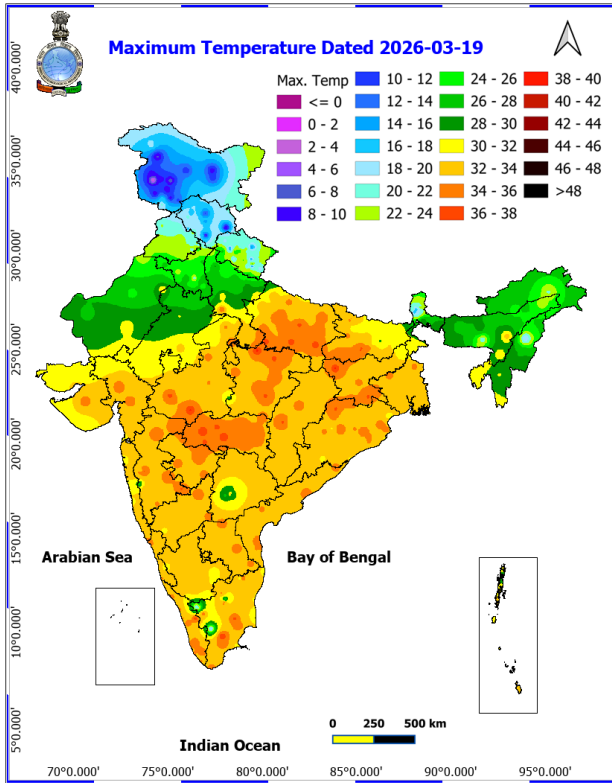 Maximum Temperature Dated 2026-03-19
Max. Temp
<= 0
0 - 2
2 - 4
4 - 6
6 - 8
8 - 10
10 - 12
12 - 14
14 - 16
16 - 18
18 - 20
20 - 22
22 - 24
24 - 26
26 - 28
28 - 30
30 - 32
32 - 34
34 - 36
36 - 38
38 - 40
40 - 42
42 - 44
44 - 46
46 - 48
>48
40°0.000'
35°0.000'
30°0.000'
25°0.000'
20°0.000'
15°0.000'
10°0.000'
5°0.000'
Arabian Sea
Bay of Bengal
Indian Ocean
0 250 500 km
70°0.000' 75°0.000' 80°0.000' 85°0.000' 90°0.000' 95°0.000'